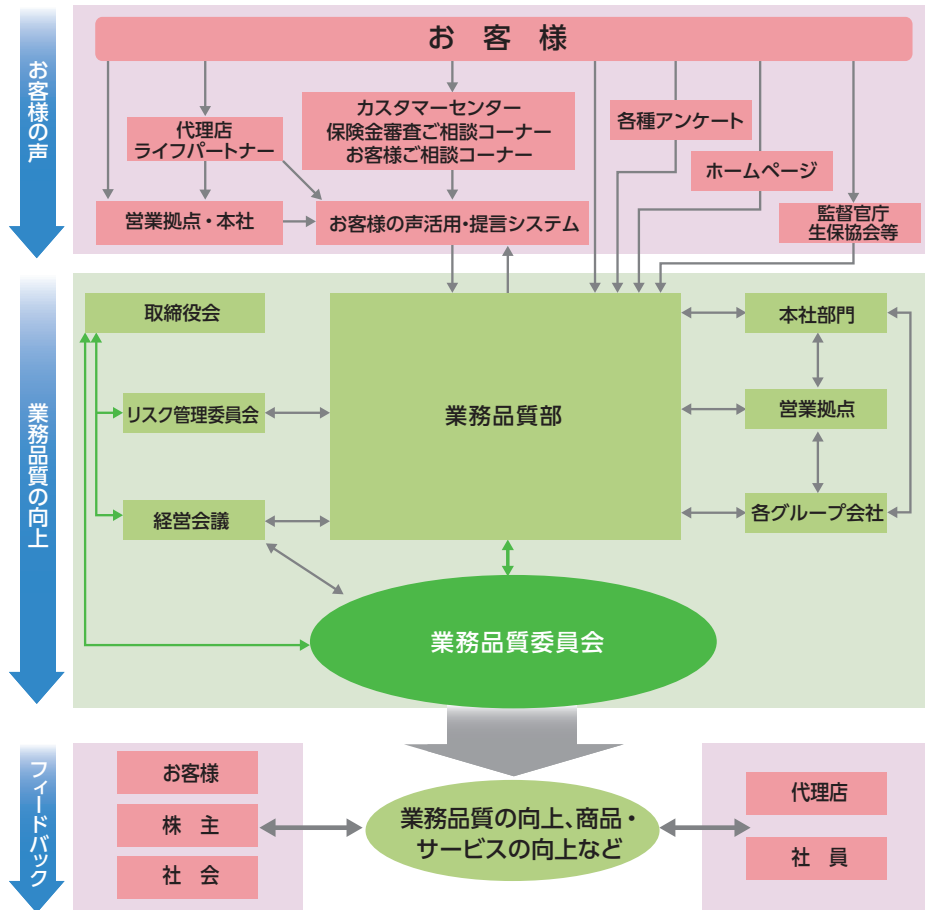 お客様の声
お 客 様
カスタマーセンター
保険金審査ご相談コーナー
お客様ご相談コーナー
代理店
ライフパートナー
各種アンケート
ホームページ
営業拠点・本社
お客様の声活用・提言システム
監督官庁
生保協会等
業務品質の向上
取締役会
リスク管理委員会
経営会議
業務品質部
本社部門
営業拠点
各グループ会社
業務品質委員会
フィードバック
お客様
株 主
社 会
業務品質の向上、商品・
サービスの向上など
代理店
社 員